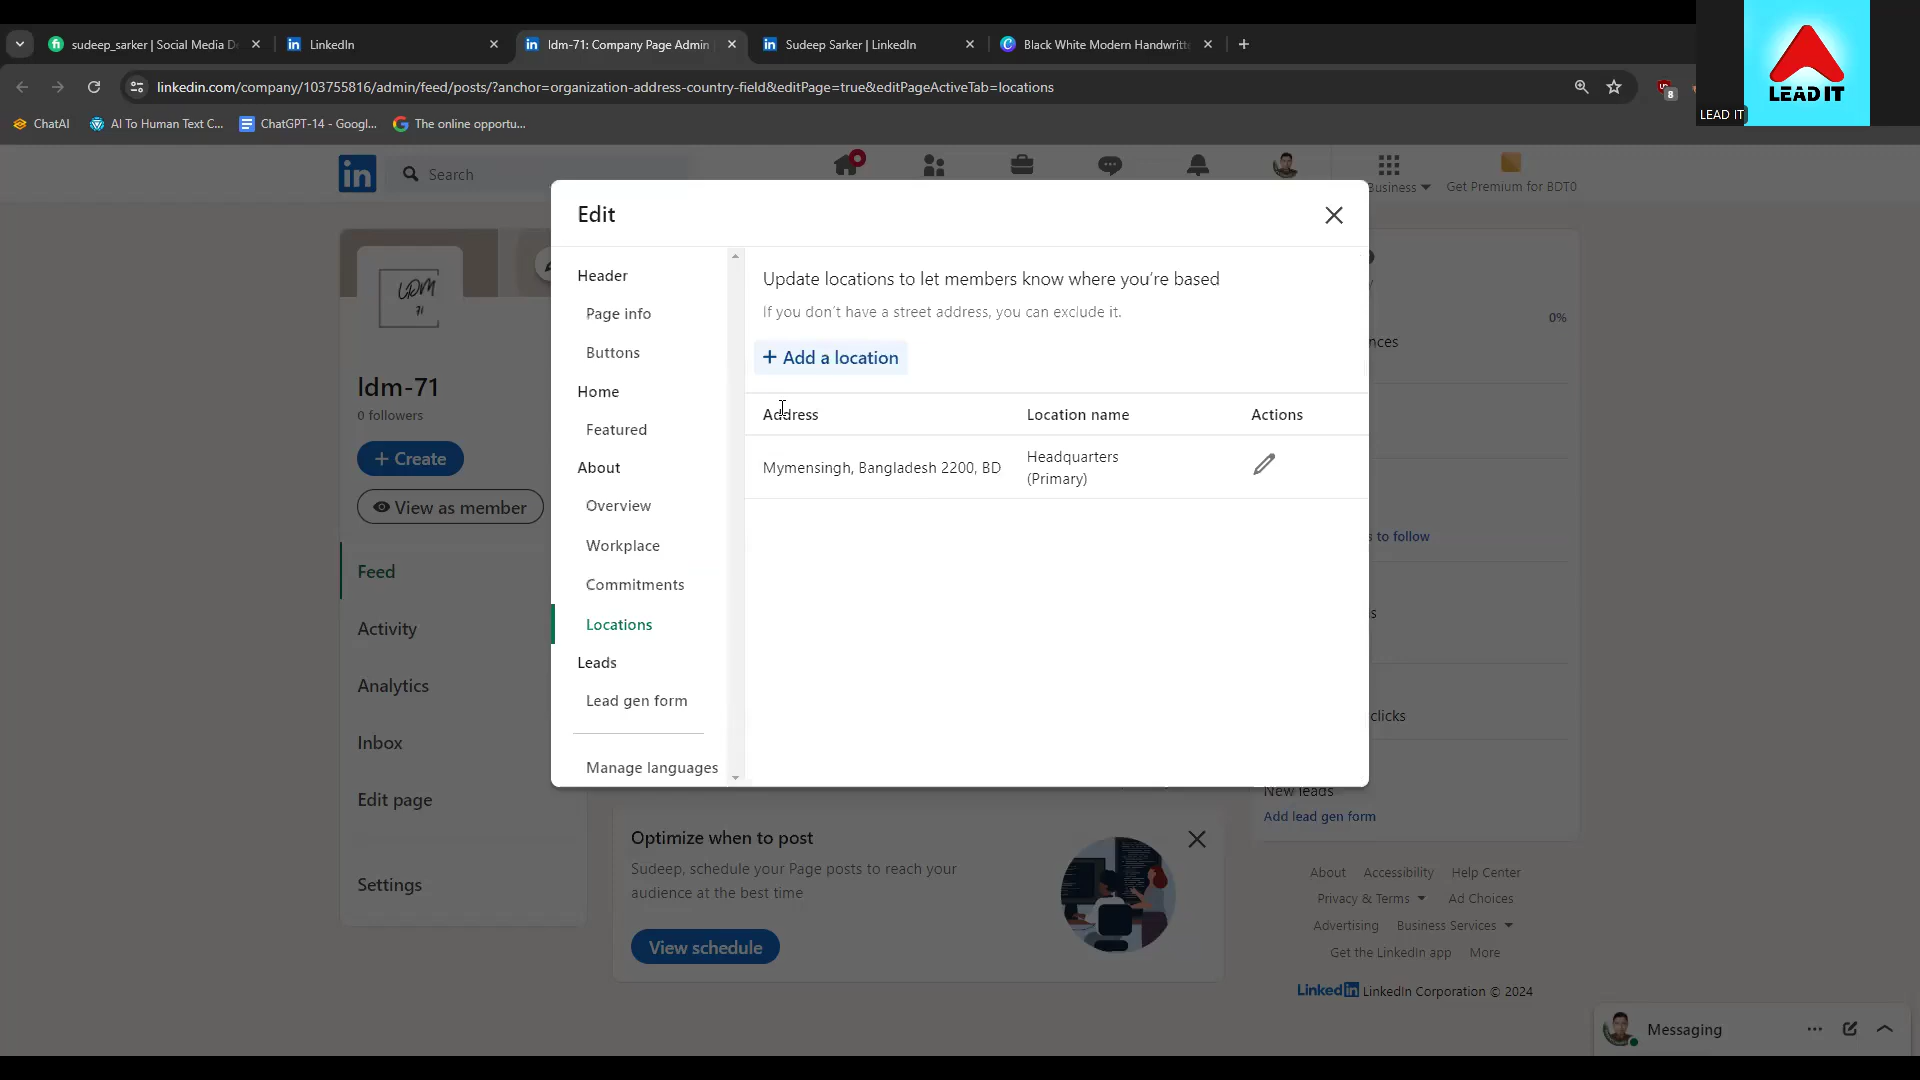 sudeep_sarker | Social Media D
LinkedIn
ldm-71: Company Page Admin
Sudeep Sarker | LinkedIn
Black White Modern Handwritt
linkedin.com/company/103755816/admin/feed/posts/?anchor=organization-address-country-field&editPage=true&editPageActiveTab=locations
8
LEAD IT
LEAD IT
ChatAI
AI To Human Text C...
ChatGPT-14 - Googl...
The online opportu...
in
Search
Business
Get Premium for BDT0
Edit
Header
Page info
Buttons
Home
Featured
About
Overview
Workplace
Commitments
Locations
Leads
Lead gen form
Manage languages
Update locations to let members know where you're based
If you don't have a street address, you can exclude it.
+ Add a location
Address
Location name
Actions
Mymensingh, Bangladesh 2200, BD
Headquarters
(Primary)
LDM
71
ldm-71
0 followers
+ Create
View as member
Feed
Activity
Analytics
Inbox
Edit page
Settings
0%
nces
s to follow
s
clicks
New leads
Add lead gen form
Optimize when to post
Sudeep, schedule your Page posts to reach your
audience at the best time
View schedule
About Accessibility Help Center
Privacy & Terms Ad Choices
Advertising Business Services
Get the LinkedIn app More
LinkedIn LinkedIn Corporation © 2024
Messaging